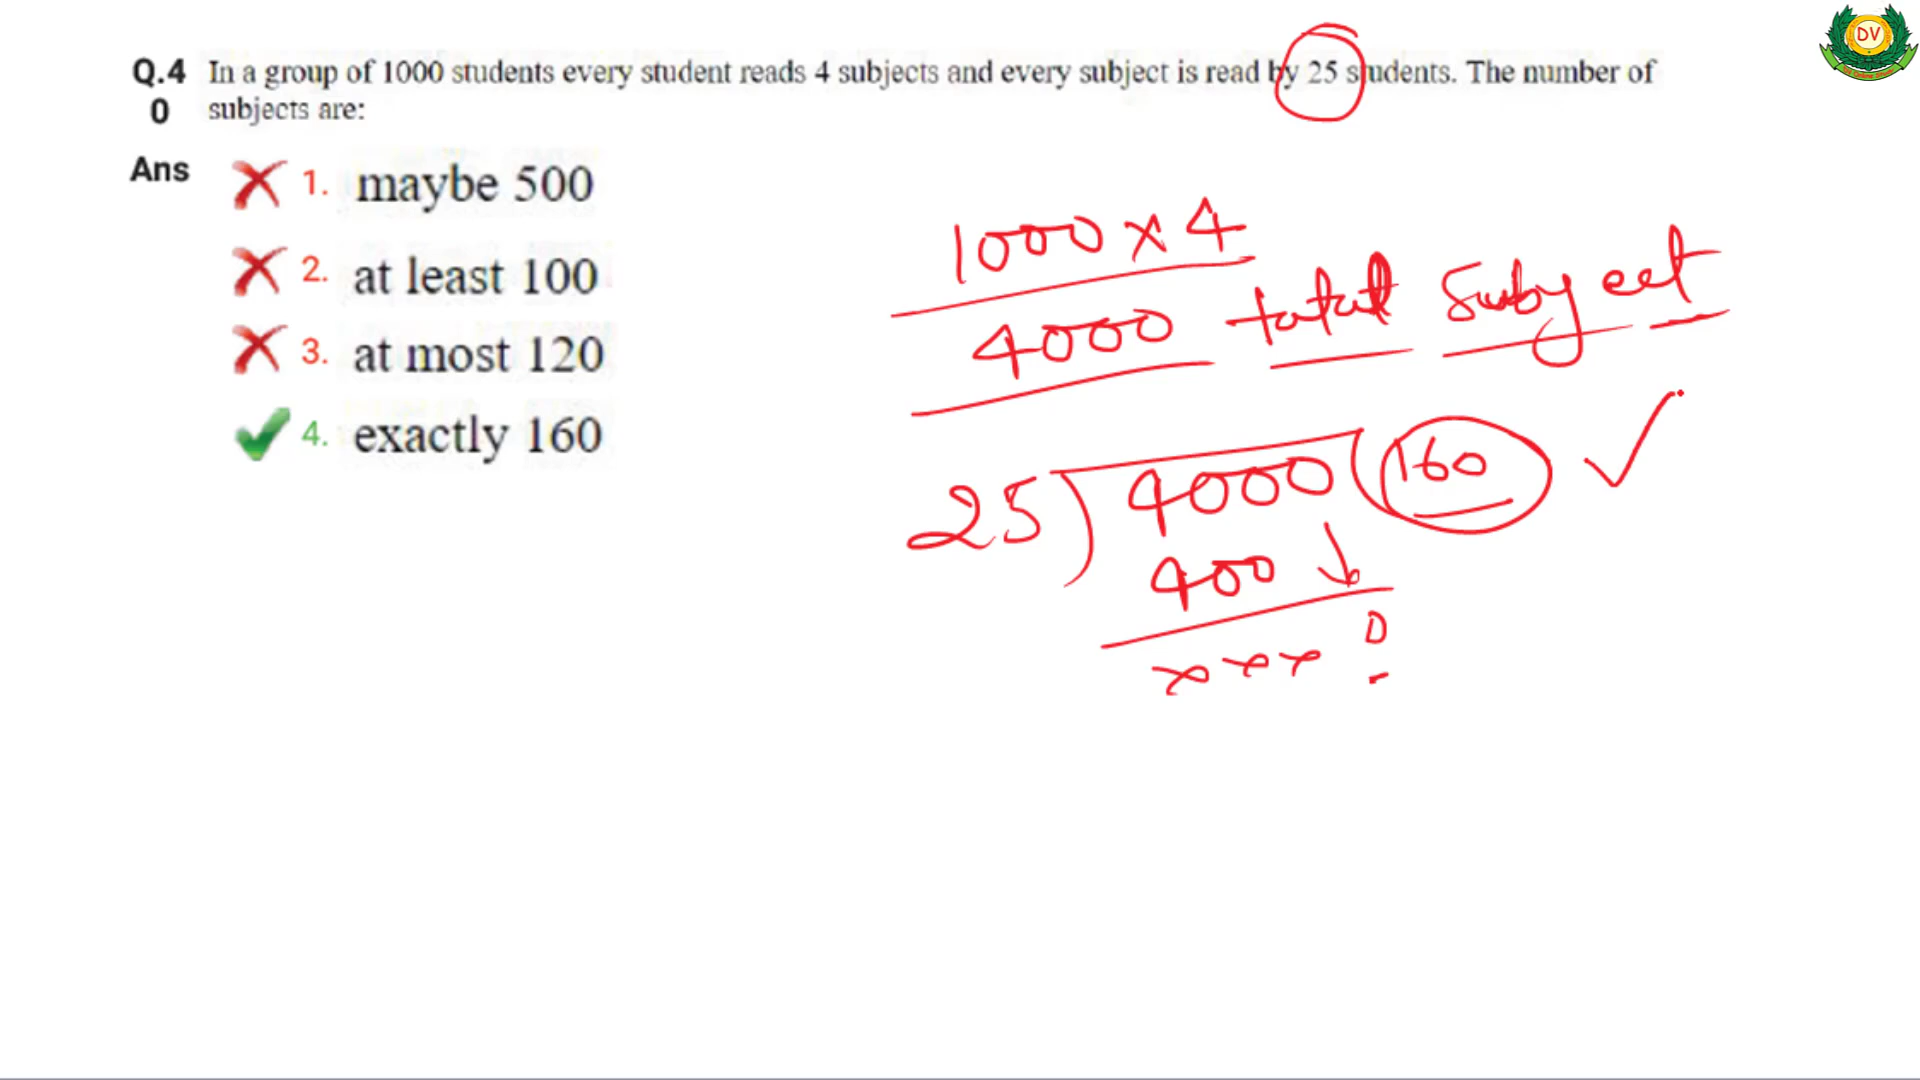 Q.4 In a group of 1000 students every student reads 4 subjects and every subject is read by 25 students. The number of
0 subjects are:
Ans 1. maybe 500
2. at least 100
3. at most 120
4. exactly 160
1000 x 4
4000 total Subject
25) 4000 (160
400
x x x 0
DV